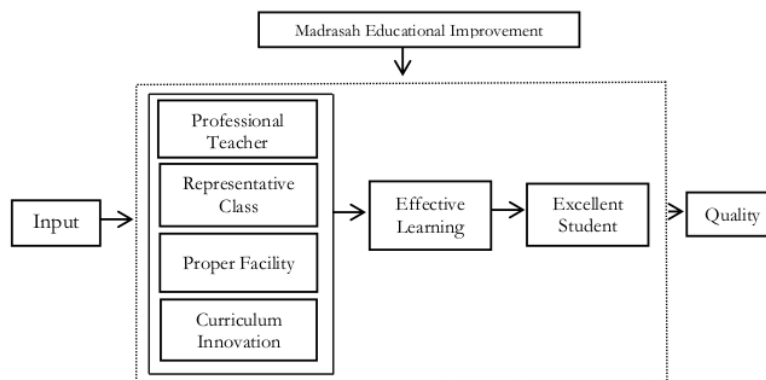 Madrasah Educational Improvement
Professional
Teacher
Representative
Class
Proper Facility
Curriculum
Innovation
Input
Effective
Learning
Excellent
Student
Quality